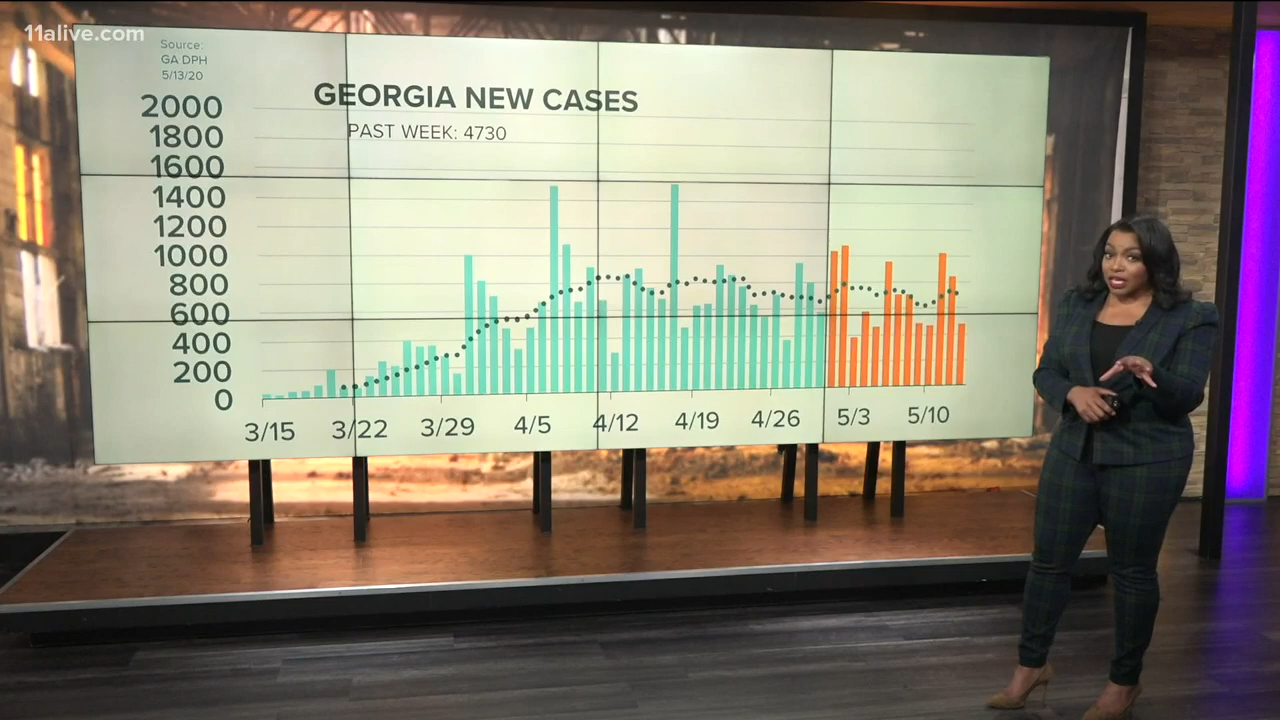 11alive.com
Source:
GA DPH
5/13/20
GEORGIA NEW CASES
PAST WEEK: 4730
2000
1800
1600
1400
1200
1000
800
600
400
200
0
3/15 3/22 3/29 4/5 4/12 4/19 4/26 5/3 5/10